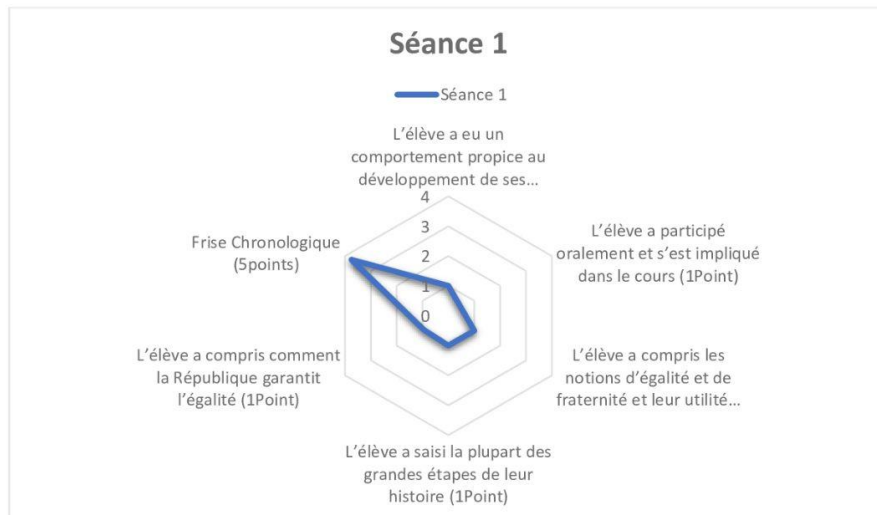 Séance 1
Séance 1
L'élève a eu un
comportement propice au
développement de ses...
4
3
2
1
0
L'élève a participé
oralement et s'est impliqué
dans le cours (1Point)
Frise Chronologique
(5points)
L'élève a compris comment
la République garantit
l'égalité (1Point)
L'élève a compris les
notions d'égalité et de
fraternité et leur utilité...
L'élève a saisi la plupart des
grandes étapes de leur
histoire (1Point)